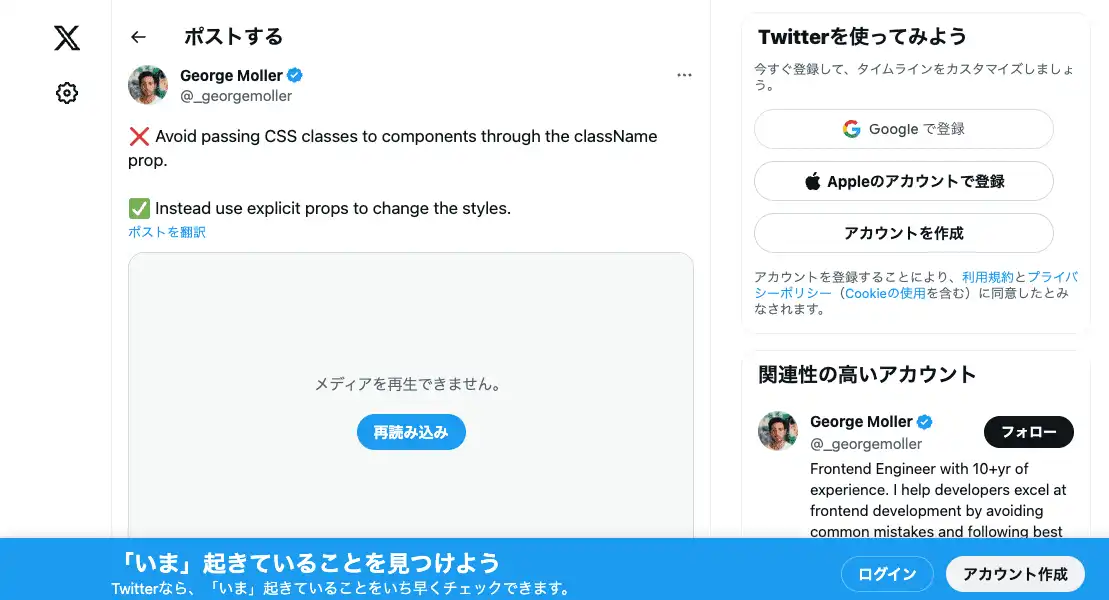 ポストする
George Moller
@_georgemoller
❌ Avoid passing CSS classes to components through the className
prop.
✅ Instead use explicit props to change the styles.
ポストを翻訳
メディアを再生できません。
再読み込み
Twitterを使ってみよう
今すぐ登録して、タイムラインをカスタマイズしましょ
う。
Google で登録
Appleのアカウントで登録
アカウントを作成
アカウントを登録することにより、利用規約とプライバ
シーポリシー（Cookieの使用を含む）に同意したとみ
なされます。
関連性の高いアカウント
George Moller
@_georgemoller
フォロー
Frontend Engineer with 10+yr of
experience. I help developers excel at
frontend development by avoiding
common mistakes and following best
「いま」起きていることを見つけよう
Twitterなら、「いま」起きていることをいち早くチェックできます。
ログイン
アカウント作成